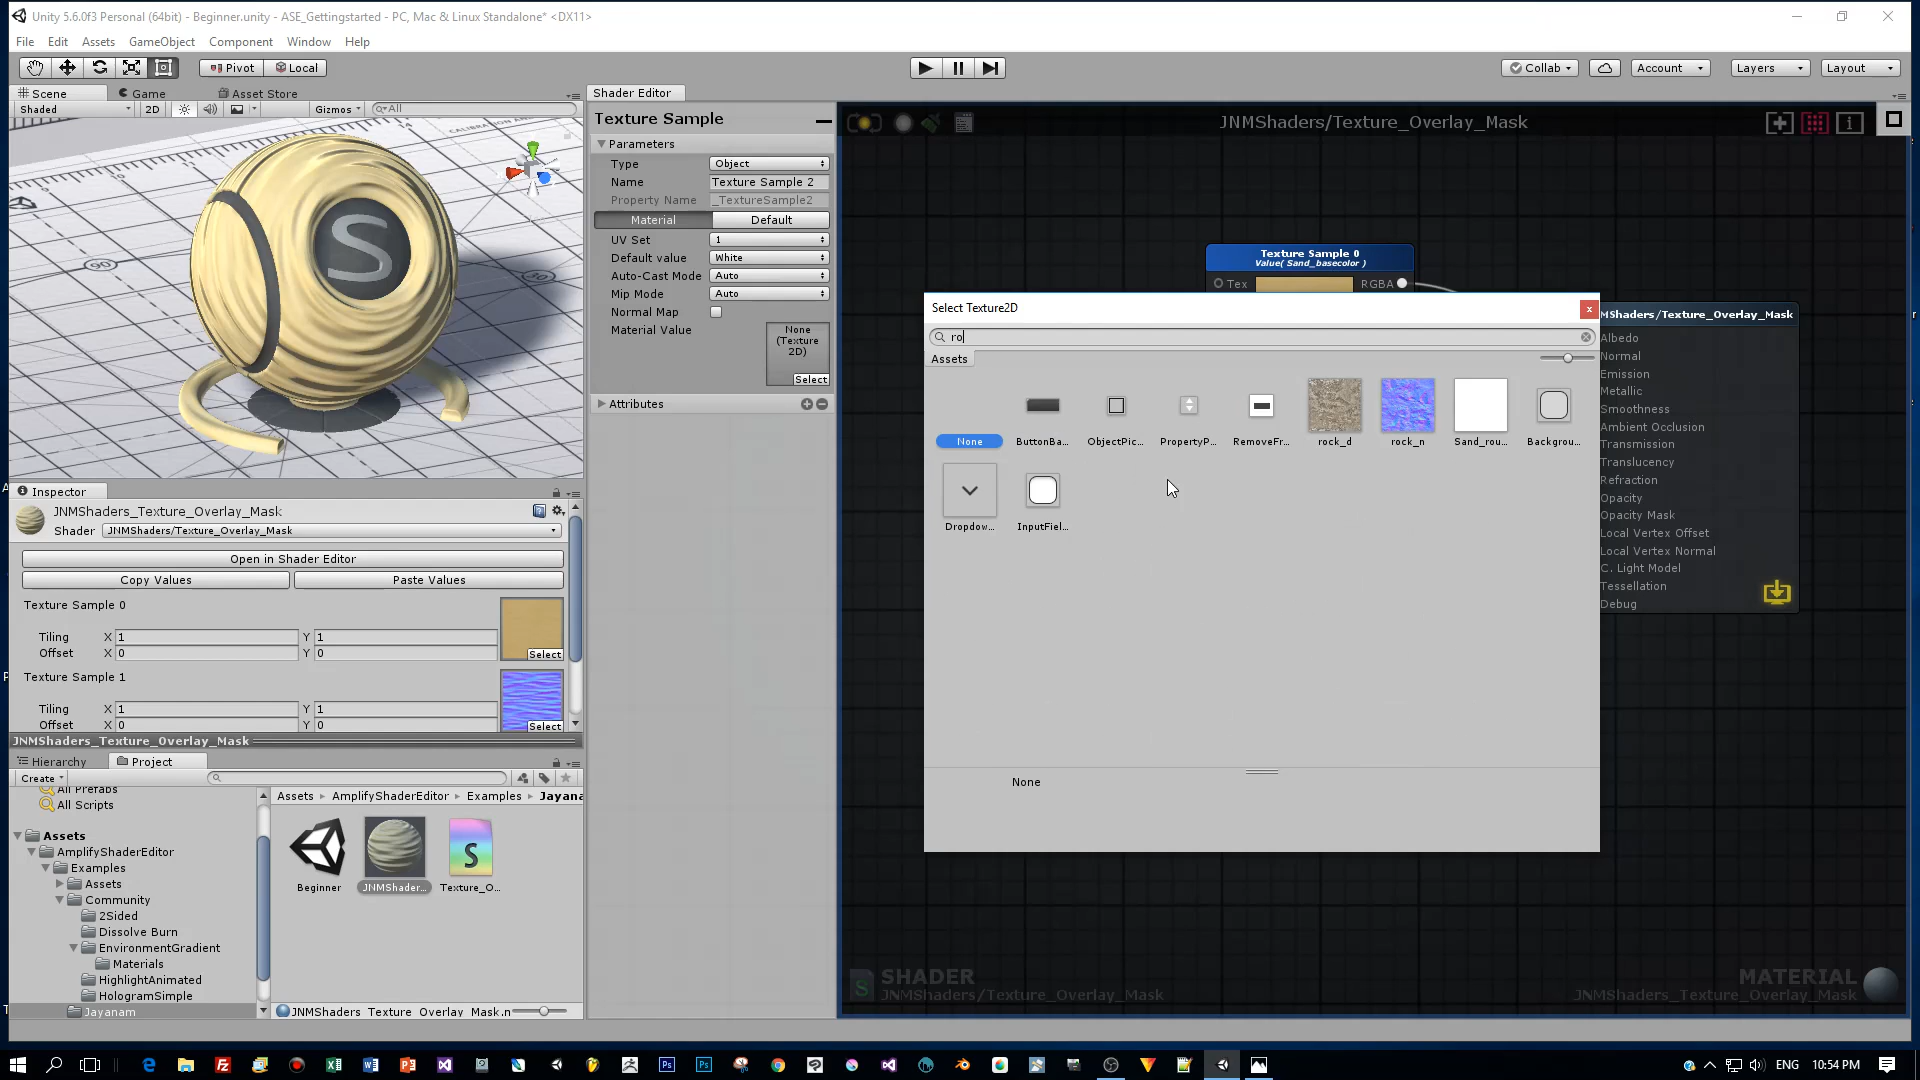 Unity 5.6.0f3 Personal (64bit) - Beginner.unity - ASE_Gettingstarted - PC, Mac & Linux Standalone* <DX11>
File Edit Assets GameObject Component Window Help
Pivot Local Collab Account Layers Layout
Scene Game Asset Store
Shaded 2D Gizmos All
S
90
Shader Editor
Texture Sample
Parameters
Type Object
Name Texture Sample 2
Property Name _TextureSample2
Material Default
UV Set 1
Default value White
Auto-Cast Mode Auto
Mip Mode Auto
Normal Map
Material Value None
(Texture
2D)
Select
Attributes
JNMShaders/Texture_Overlay_Mask
Texture Sample 0
Value( Sand_basecolor )
Tex RGBA
Select Texture2D
ro
Assets
None ButtonBa... ObjectPic... PropertyP... RemoveFr... rock_d rock_n Sand_rou... Backgrou...
Dropdow... InputFiel...
None
MShaders/Texture_Overlay_Mask
Albedo
Normal
Emission
Metallic
Smoothness
Ambient Occlusion
Transmission
Translucency
Refraction
Opacity
Opacity Mask
Local Vertex Offset
Local Vertex Normal
C. Light Model
Tessellation
Debug
SHADER
JNMShaders/Texture_Overlay_Mask
MATERIAL
JNMShaders_Texture_Overlay_Mask
Inspector
JNMShaders_Texture_Overlay_Mask
Shader JNMShaders/Texture_Overlay_Mask
Open in Shader Editor
Copy Values Paste Values
Texture Sample 0
Tiling X 1 Y 1
Offset X 0 Y 0
Select
Texture Sample 1
Tiling X 1 Y 1
Offset X 0 Y 0
Select
JNMShaders_Texture_Overlay_Mask
Hierarchy Project
Create
All Prefabs
All Scripts
Assets
AmplifyShaderEditor
Examples
Assets
Community
2Sided
Dissolve Burn
EnvironmentGradient
Materials
HighlightAnimated
HologramSimple
Jayanam
Assets AmplifyShaderEditor Examples Jayana
Beginner JNMShader... Texture_O...
JNMShaders Texture Overlay Mask.n
ENG 10:54 PM